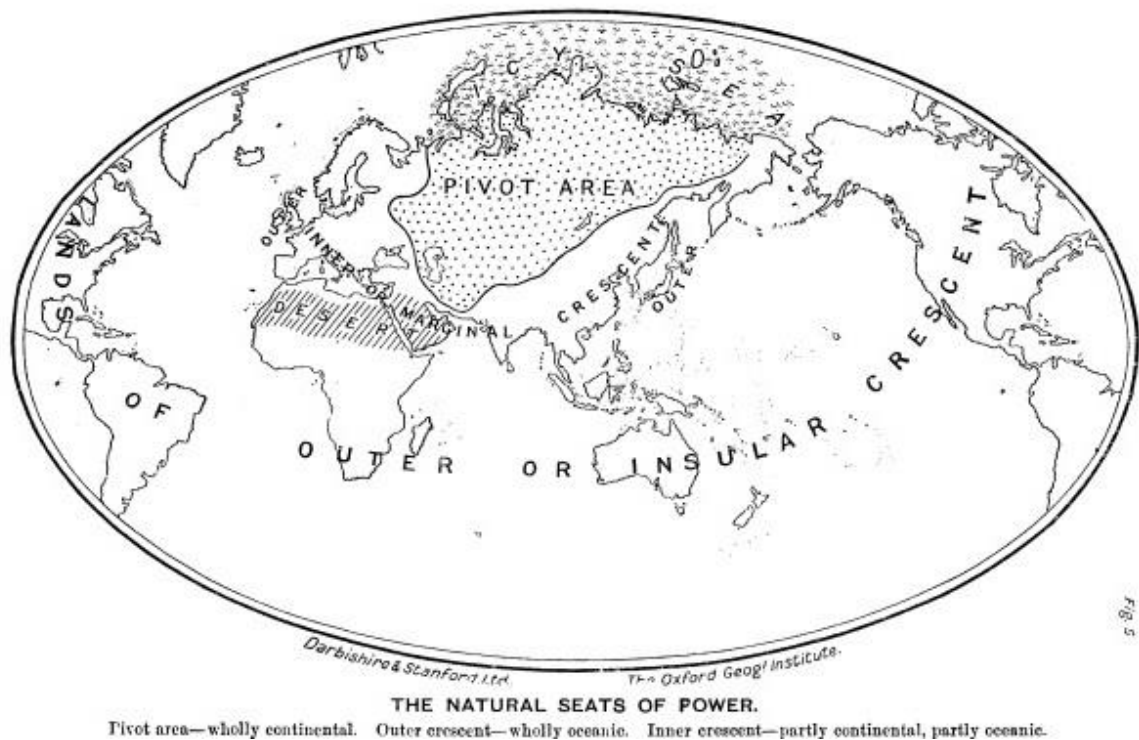 ICY SEA
PIVOT AREA
LANDS OF OUTER OR INSULAR CRESCENT
OUTER
INNER OR MARGINAL CRESCENT
OUTER
DESERT
Fig. 5
Darbishire & Stanford, Ltd.
The Oxford Geog! Institute.
THE NATURAL SEATS OF POWER.
Pivot area—wholly continental. Outer crescent—wholly oceanic. Inner crescent—partly continental, partly oceanic.